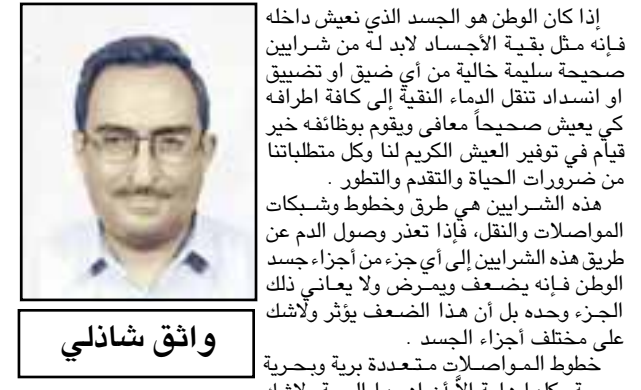 إذا كان الوطن هو الجسد الذي نعيش داخله
فإنه مثل بقية الأجساد لابد له من شرايين
صحيحة سليمة خالية من أي ضيق او تضييق
او انسداد تنقل الدماء النقية إلى كافة اطرافه
كي يعيش صحيحاً معافى ويقوم بوظائفه خير
قيام في توفير العيش الكريم لنا وكل متطلباتنا
من ضرورات الحياة والتقدم والتطور .
هذه الشرايين هي طرق وخطوط وشبكات
المواصلات والنقل، فإذا تعذر وصول الدم عن
طريق هذه الشرايين إلى أي جزء من أجزاء جسد
الوطن فإنه يضعف ويمرض ولا يعاني ذلك
الجزء وحده بل أن هذا الضعف يؤثر ولاشك
على مختلف أجزاء الجسد .
خطوط المواصلات متعددة برية وبحرية
واثق شاذلي